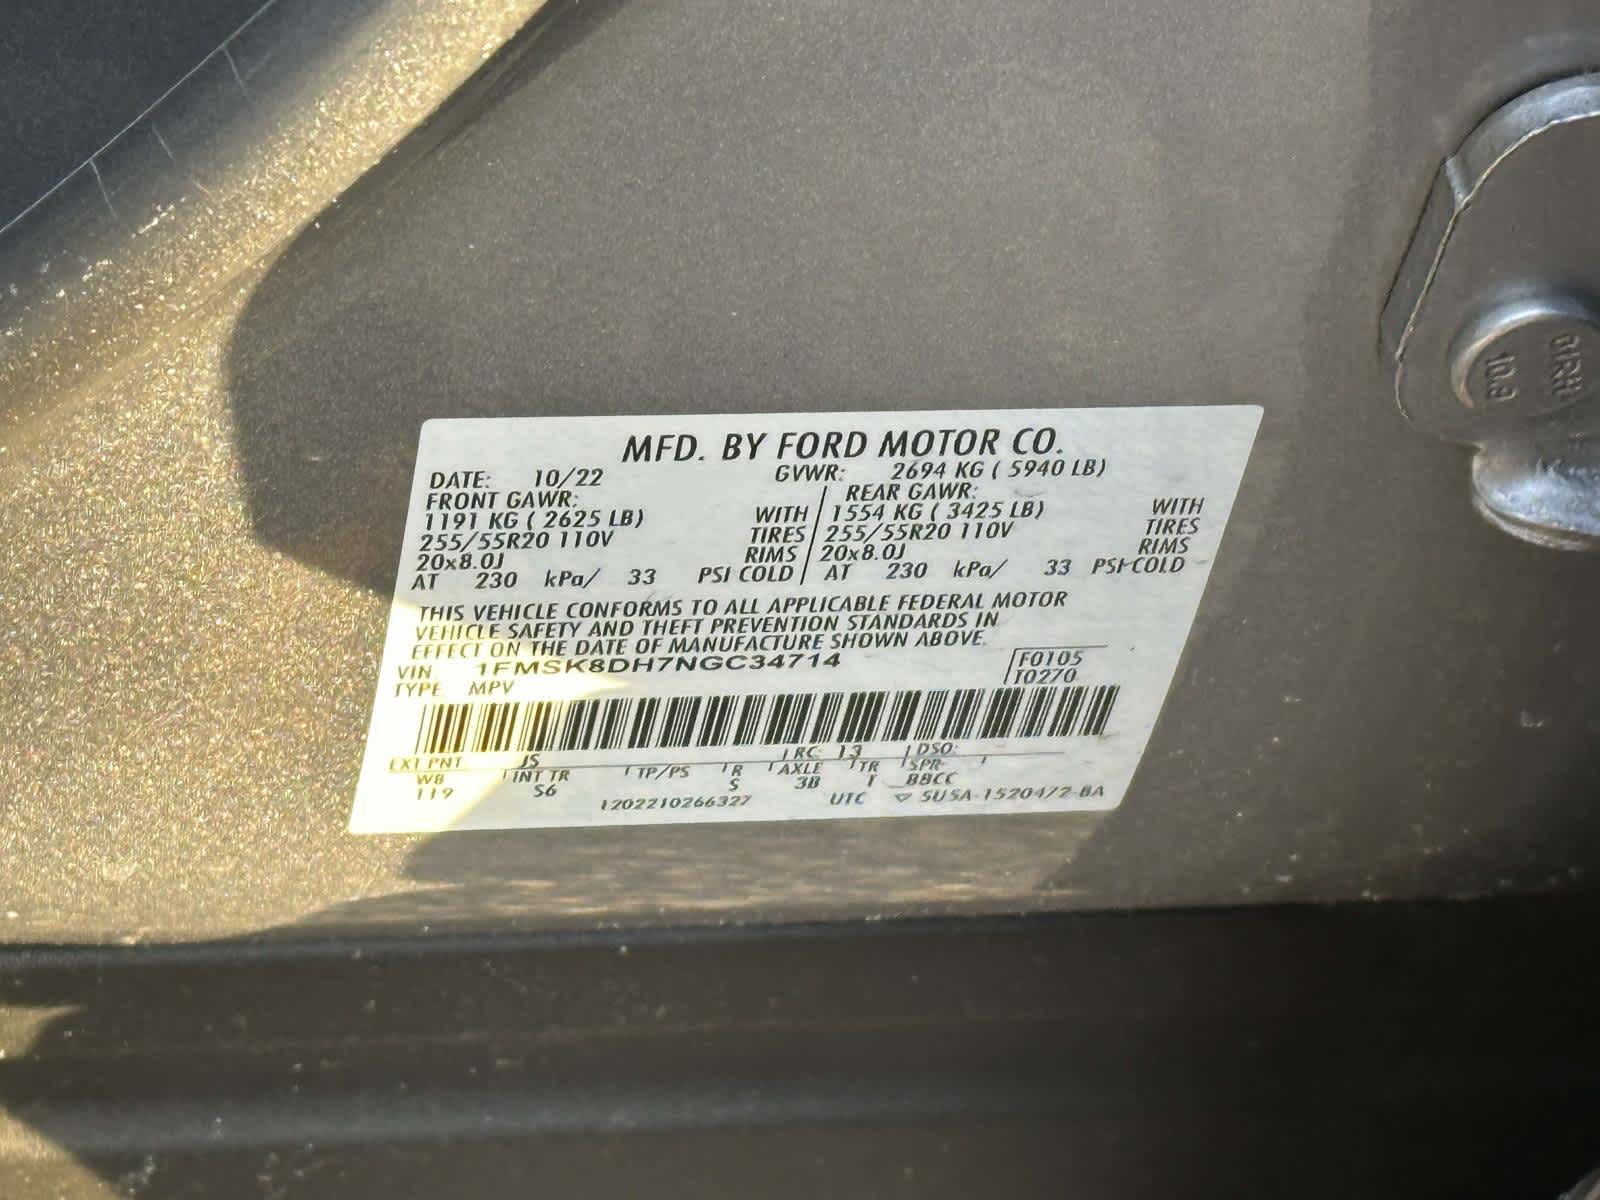 MFD. BY FORD MOTOR CO.
DATE: 10/22 GVWR: 2694 KG ( 5940 LB)
FRONT GAWR: REAR GAWR:
1191 KG ( 2625 LB) WITH 1554 KG ( 3425 LB) WITH
255/55R20 110V TIRES 255/55R20 110V TIRES
20x8.0J RIMS 20x8.0J RIMS
AT 230 kPa/ 33 PSI COLD AT 230 kPa/ 33 PSI COLD
THIS VEHICLE CONFORMS TO ALL APPLICABLE FEDERAL MOTOR
VEHICLE SAFETY AND THEFT PREVENTION STANDARDS IN
EFFECT ON THE DATE OF MANUFACTURE SHOWN ABOVE.
VIN 1FMSK8DH7NGC34714 F0105
TYPE MPV T0270
EXT PNT JS RC: 13 DSO:
WB INT TR TP/PS R AXLE TR SPR
119 S6 S 3B T BBCC
1202210266327 UTC 5U5A-1520472-BA
10.9